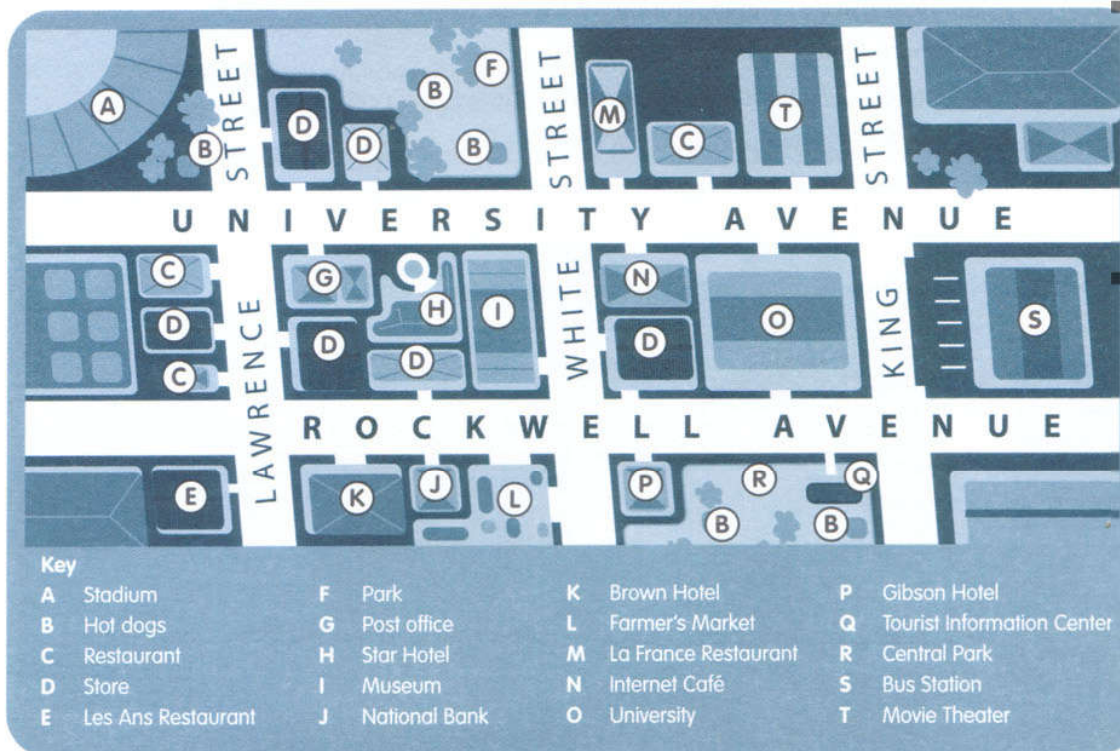 STREET
STREET
STREET
A
B
D
D
B
F
B
M
C
T
UNIVERSITY AVENUE
LAWRENCE
WHITE
KING
C
D
C
G
H
I
D
D
N
D
O
S
ROCKWELL AVENUE
E
K
J
L
P
R
Q
B
B
Key
A Stadium
B Hot dogs
C Restaurant
D Store
E Les Ans Restaurant
F Park
G Post office
H Star Hotel
I Museum
J National Bank
K Brown Hotel
L Farmer's Market
M La France Restaurant
N Internet Café
O University
P Gibson Hotel
Q Tourist Information Center
R Central Park
S Bus Station
T Movie Theater